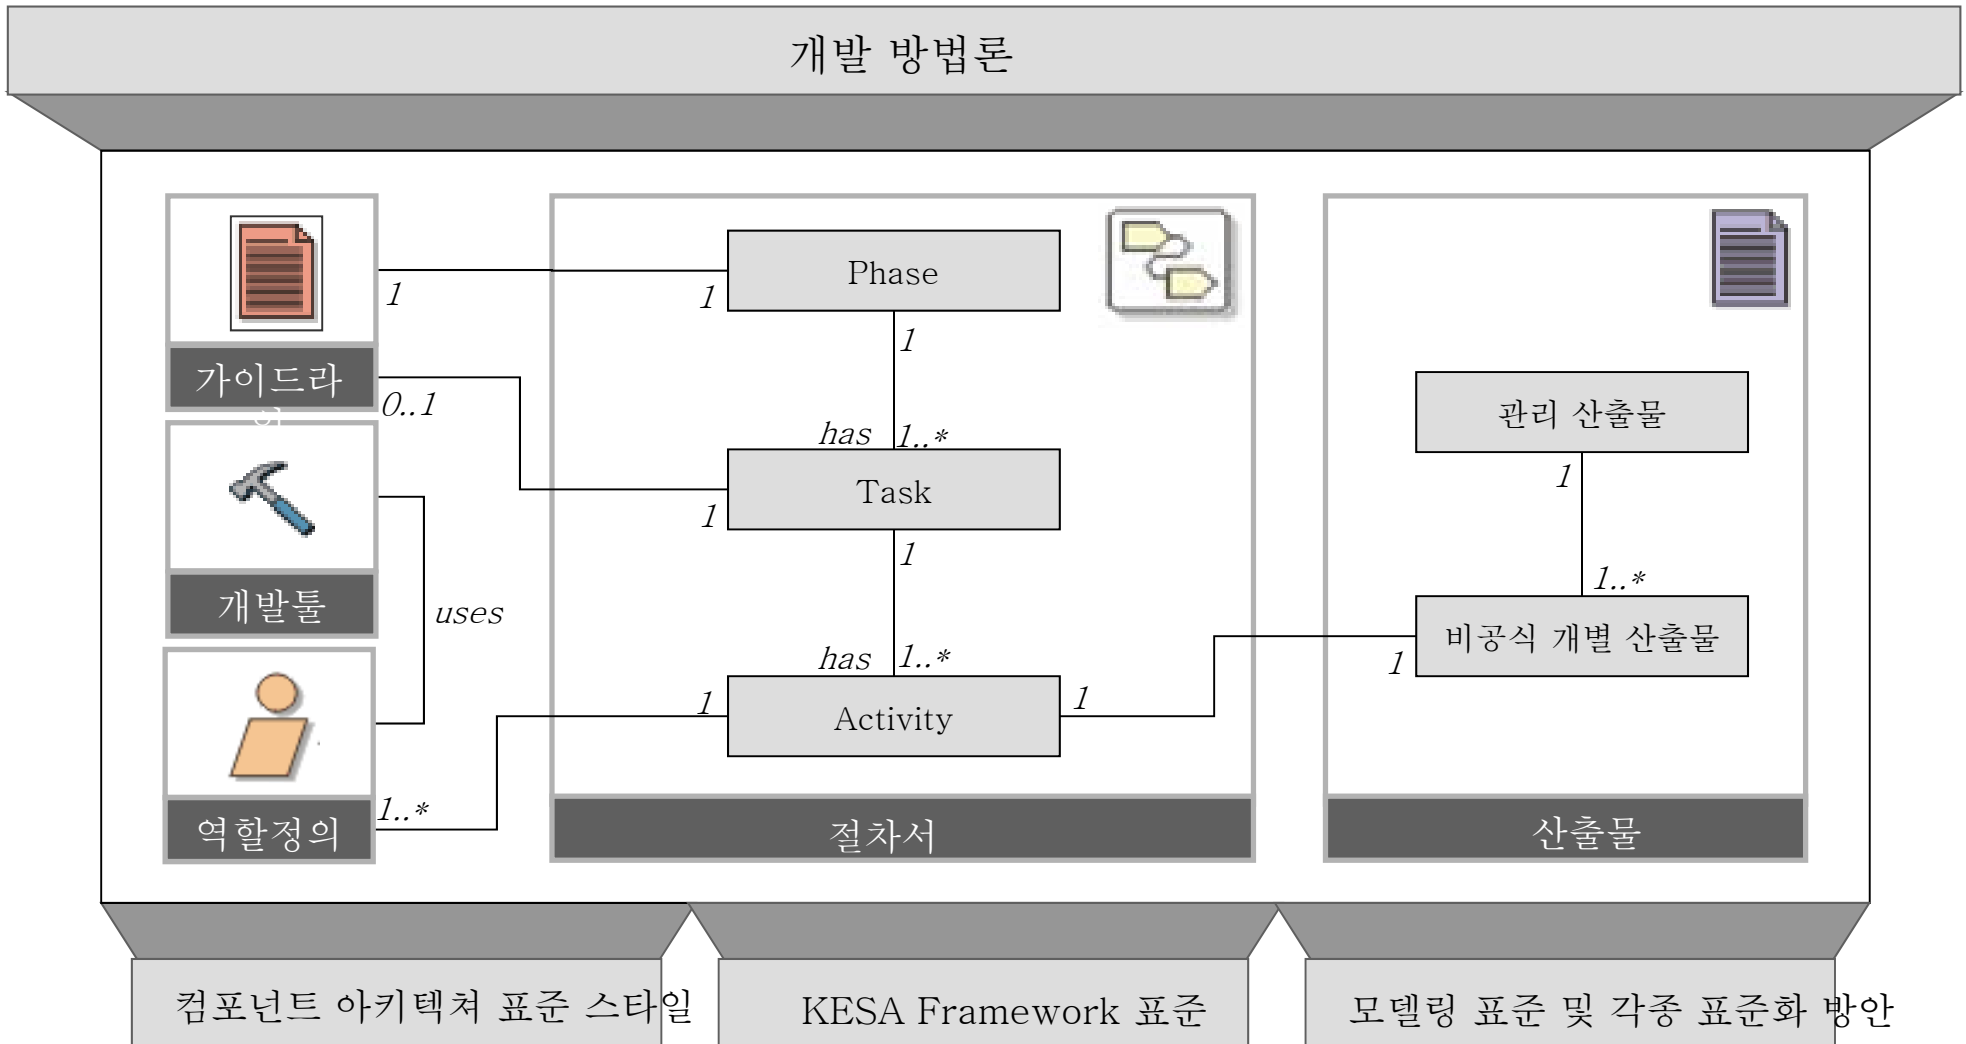 개발 방법론
Phase
1
1
1
가이드라
인
0..1
has
1..*
관리 산출물
Task
1
1
1
개발툴
uses
1..*
비공식 개별 산출물
has
1..*
1
1
1
Activity
1..*
역할정의
절차서
산출물
컴포넌트 아키텍쳐 표준 스타일
KESA Framework 표준
모델링 표준 및 각종 표준화 방안